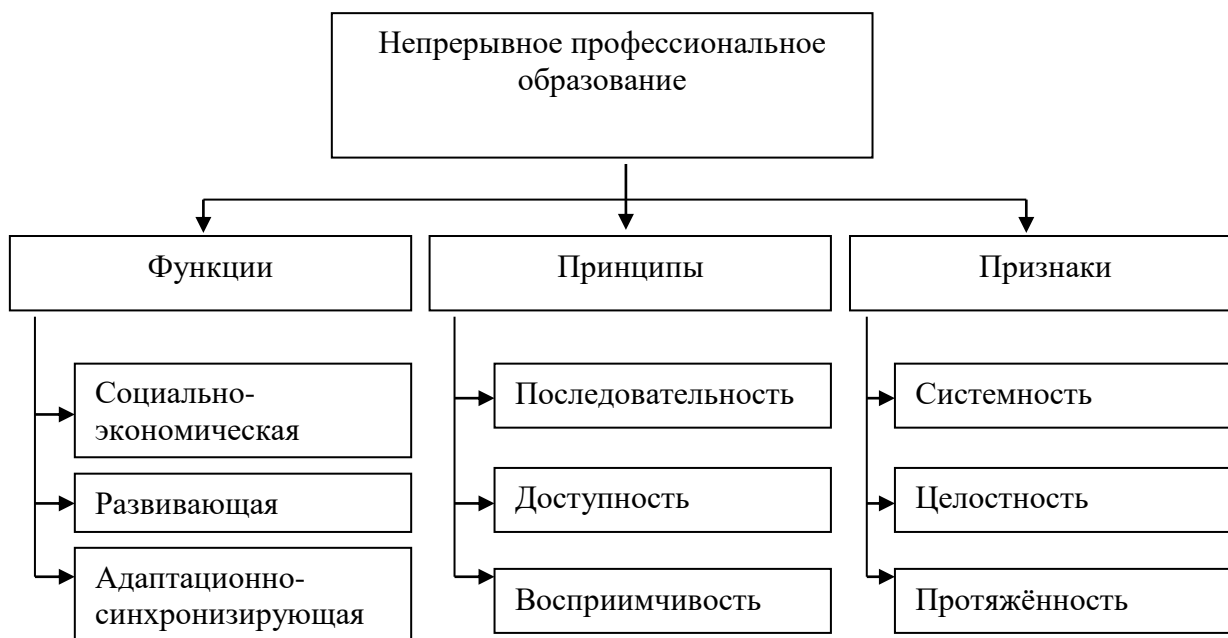 Непрерывное профессиональное
образование
Функции
Принципы
Признаки
Социально-
экономическая
Развивающая
Адаптационно-
синхронизирующая
Последовательность
Доступность
Восприимчивость
Системность
Целостность
Протяжённость